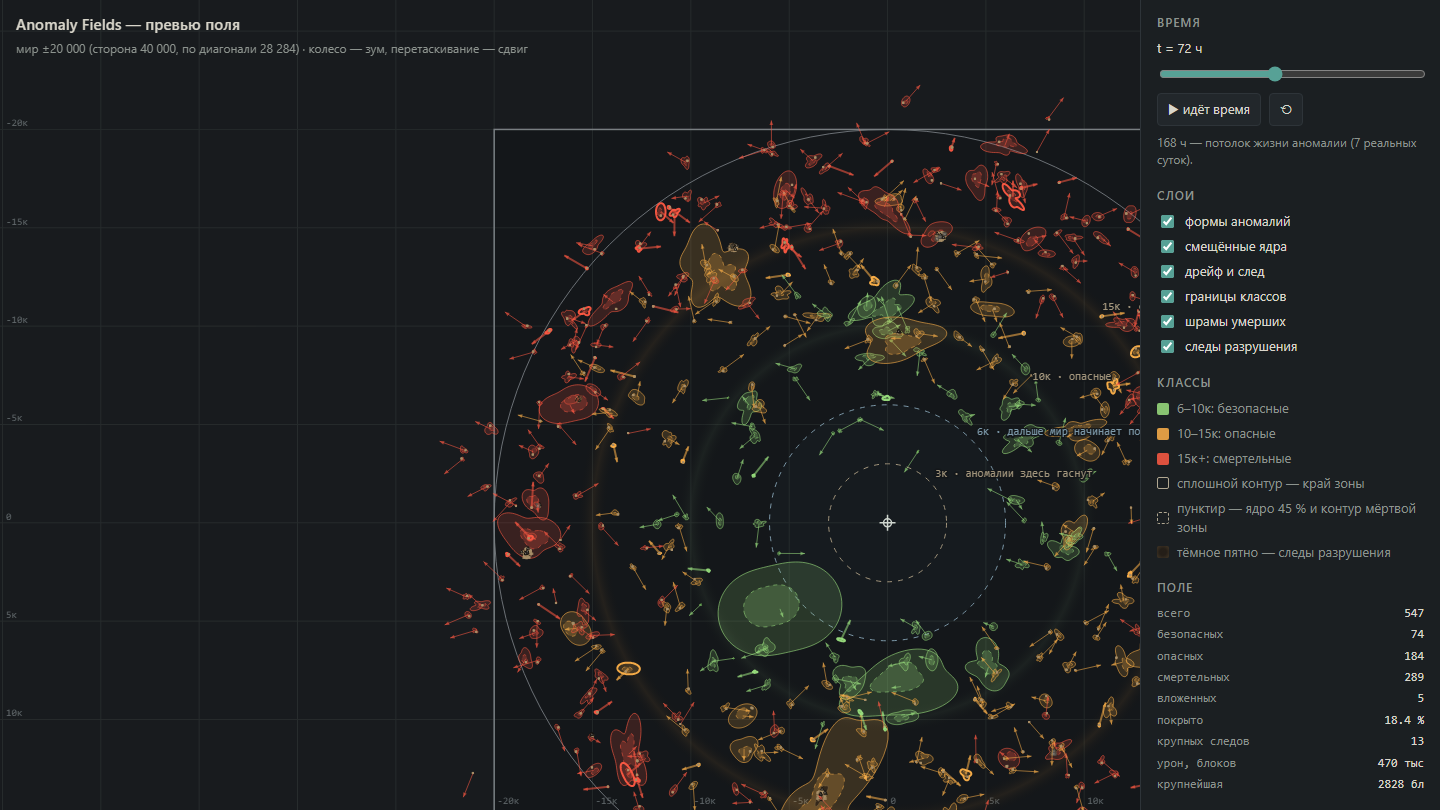 Anomaly Fields — превью поля
мир ±20 000 (сторона 40 000, по диагонали 28 284) · колесо — зум, перетаскивание — сдвиг
-20к
-15к
-10к
-5к
0
5к
10к
15к ·
10к · опасные
6к · дальше мир начинает по
3к · аномалии здесь гаснут
-20к
-15к
-10к
-5к
0
5к
10к
ВРЕМЯ
t = 72 ч
▶ идёт время
⟲
168 ч — потолок жизни аномалии (7 реальных
суток).
СЛОИ
формы аномалий
смещённые ядра
дрейф и след
границы классов
шрамы умерших
следы разрушения
КЛАССЫ
6–10к: безопасные
10–15к: опасные
15к+: смертельные
сплошной контур — край зоны
пунктир — ядро 45 % и контур мёртвой
зоны
тёмное пятно — следы разрушения
ПОЛЕ
всего 547
безопасных 74
опасных 184
смертельных 289
вложенных 5
покрыто 18.4 %
крупных следов 13
урон, блоков 470 тыс
крупнейшая 2828 бл